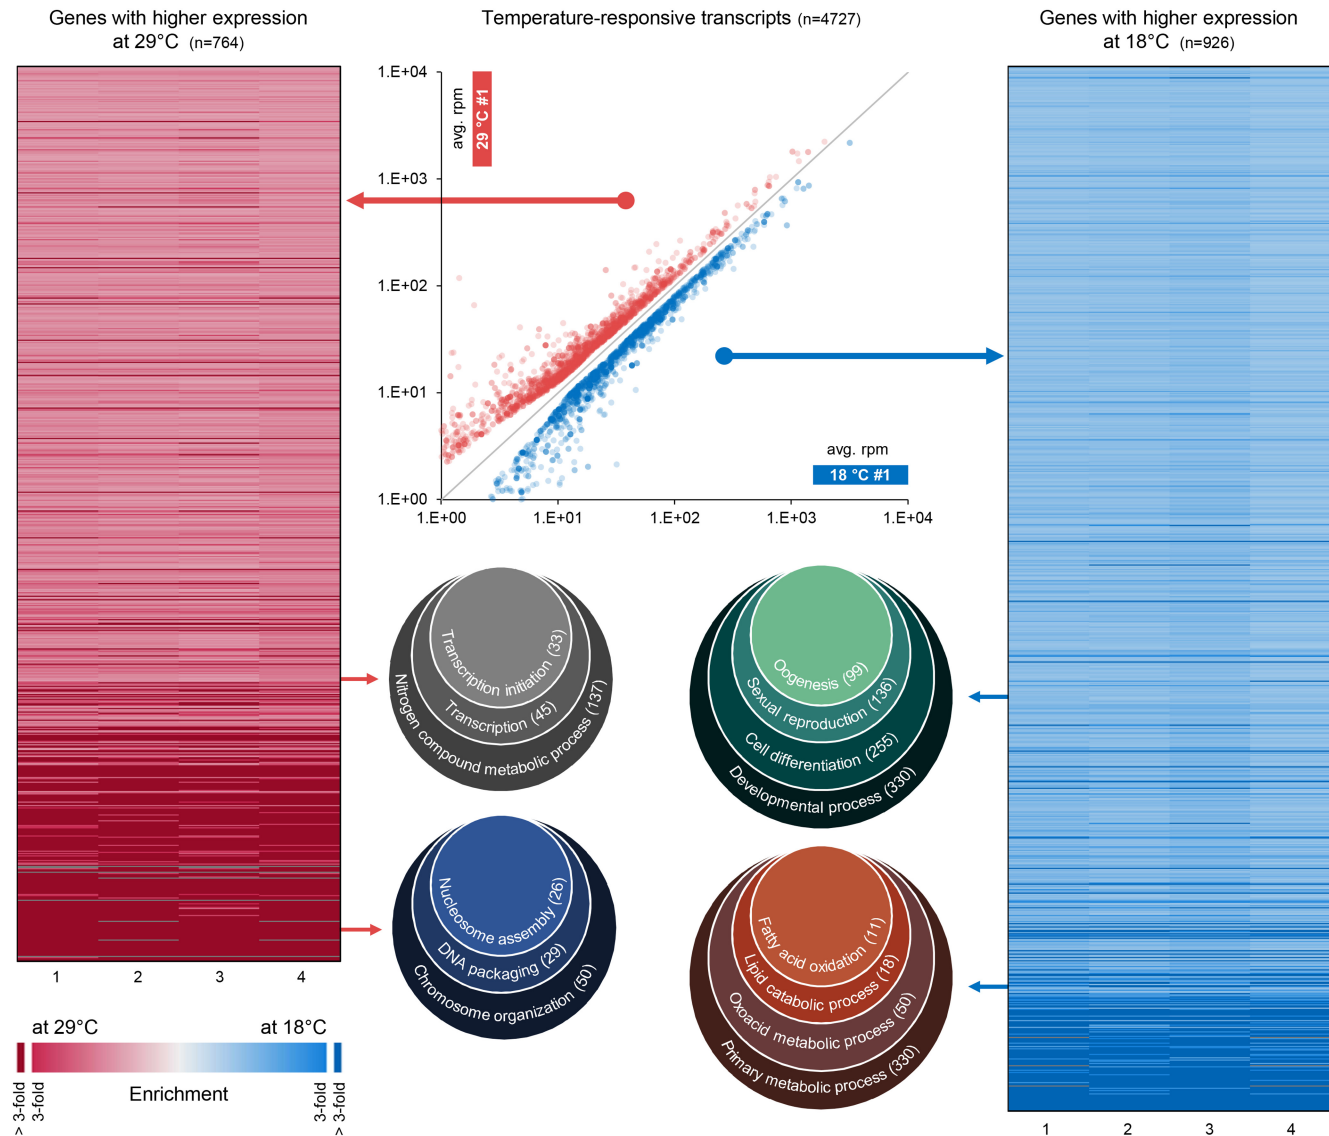 Genes with higher expression
at 29°C (n=764)
Temperature-responsive transcripts (n=4727)
Genes with higher expression
at 18°C (n=926)
1.E+04
1.E+03
1.E+02
1.E+01
1.E+00
avg. rpm
29 °C #1
avg. rpm
18 °C #1
1.E+00 1.E+01 1.E+02 1.E+03 1.E+04
Transcription initiation (33)
Transcription (45)
Nitrogen compound metabolic process (137)
Oogenesis (99)
Sexual reproduction (136)
Cell differentiation (255)
Developmental process (330)
Nucleosome assembly (26)
DNA packaging (29)
Chromosome organization (50)
Fatty acid oxidation (11)
Lipid catabolic process (18)
Oxoacid metabolic process (50)
Primary metabolic process (330)
1 2 3 4
at 29°C at 18°C
> 3-fold
3-fold
Enrichment
3-fold
> 3-fold
1 2 3 4